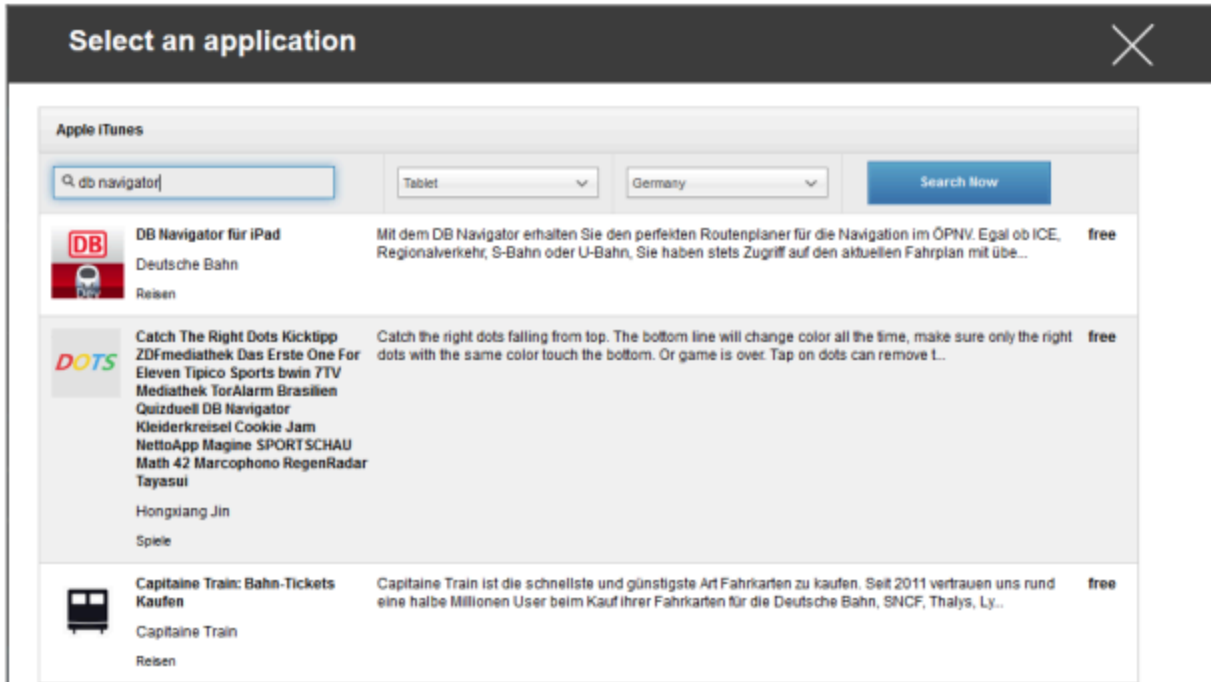 Select an application
Apple iTunes
db navigator
Tablet
Germany
Search Now
DB
DB Navigator für iPad
Deutsche Bahn
Reisen
Mit dem DB Navigator erhalten Sie den perfekten Routenplaner für die Navigation im ÖPNV. Egal ob ICE,
Regionalverkehr, S-Bahn oder U-Bahn, Sie haben stets Zugriff auf den aktuellen Fahrplan mit übe...
free
DOTS
Catch The Right Dots Kicktipp
ZDFmediathek Das Erste One For
Eleven Tipico Sports bwin 7TV
Mediathek TorAlarm Brasilien
Quizduell DB Navigator
Kleiderkreisel Cookie Jam
NettoApp Magine SPORTSCHAU
Math 42 Marcophono RegenRadar
Tayasui
Hongxiang Jin
Spiele
Catch the right dots falling from top. The bottom line will change color all the time, make sure only the right
dots with the same color touch the bottom. Or game is over. Tap on dots can remove t...
free
Capitaine Train: Bahn-Tickets
Kaufen
Capitaine Train
Reisen
Capitaine Train ist die schnellste und günstigste Art Fahrkarten zu kaufen. Seit 2011 vertrauen uns rund
eine halbe Millionen User beim Kauf ihrer Fahrkarten für die Deutsche Bahn, SNCF, Thalys, Ly...
free